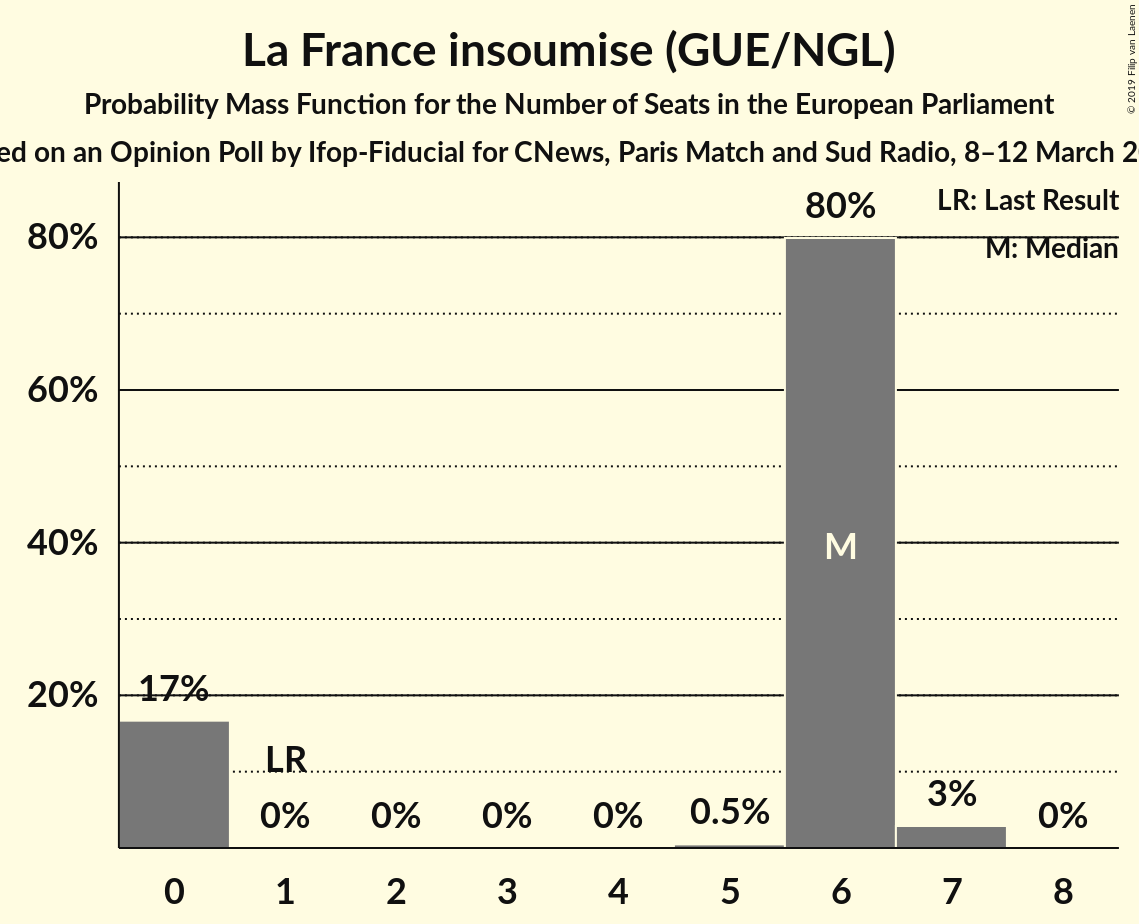 La France insoumise (GUE/NGL)
Probability Mass Function for the Number of Seats in the European Parliament
on an Opinion Poll by Ifop-Fiducial for CNews, Paris Match and Sud Radio, 8–12 March
© 2019 Filip van Laenen
LR: Last Result
M: Median
80%
60%
40%
20%
17%
LR
0%
0%
0%
0%
0.5%
80%
M
3%
0%
0 1 2 3 4 5 6 7 8